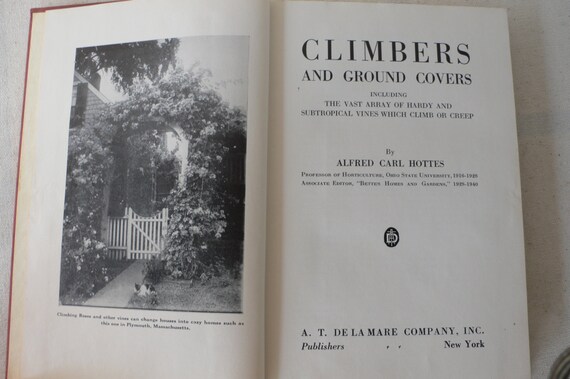 Climbing Roses and other vines can change houses into cozy homes such as
this one in Plymouth, Massachusetts.
CLIMBERS
AND GROUND COVERS
INCLUDING
THE VAST ARRAY OF HARDY AND
SUBTROPICAL VINES WHICH CLIMB OR CREEP
By
ALFRED CARL HOTTES
PROFESSOR OF HORTICULTURE, OHIO STATE UNIVERSITY, 1916-1926
ASSOCIATE EDITOR, "BETTER HOMES AND GARDENS," 1929-1940
A. T. DE LA MARE COMPANY, INC.
Publishers . . New York